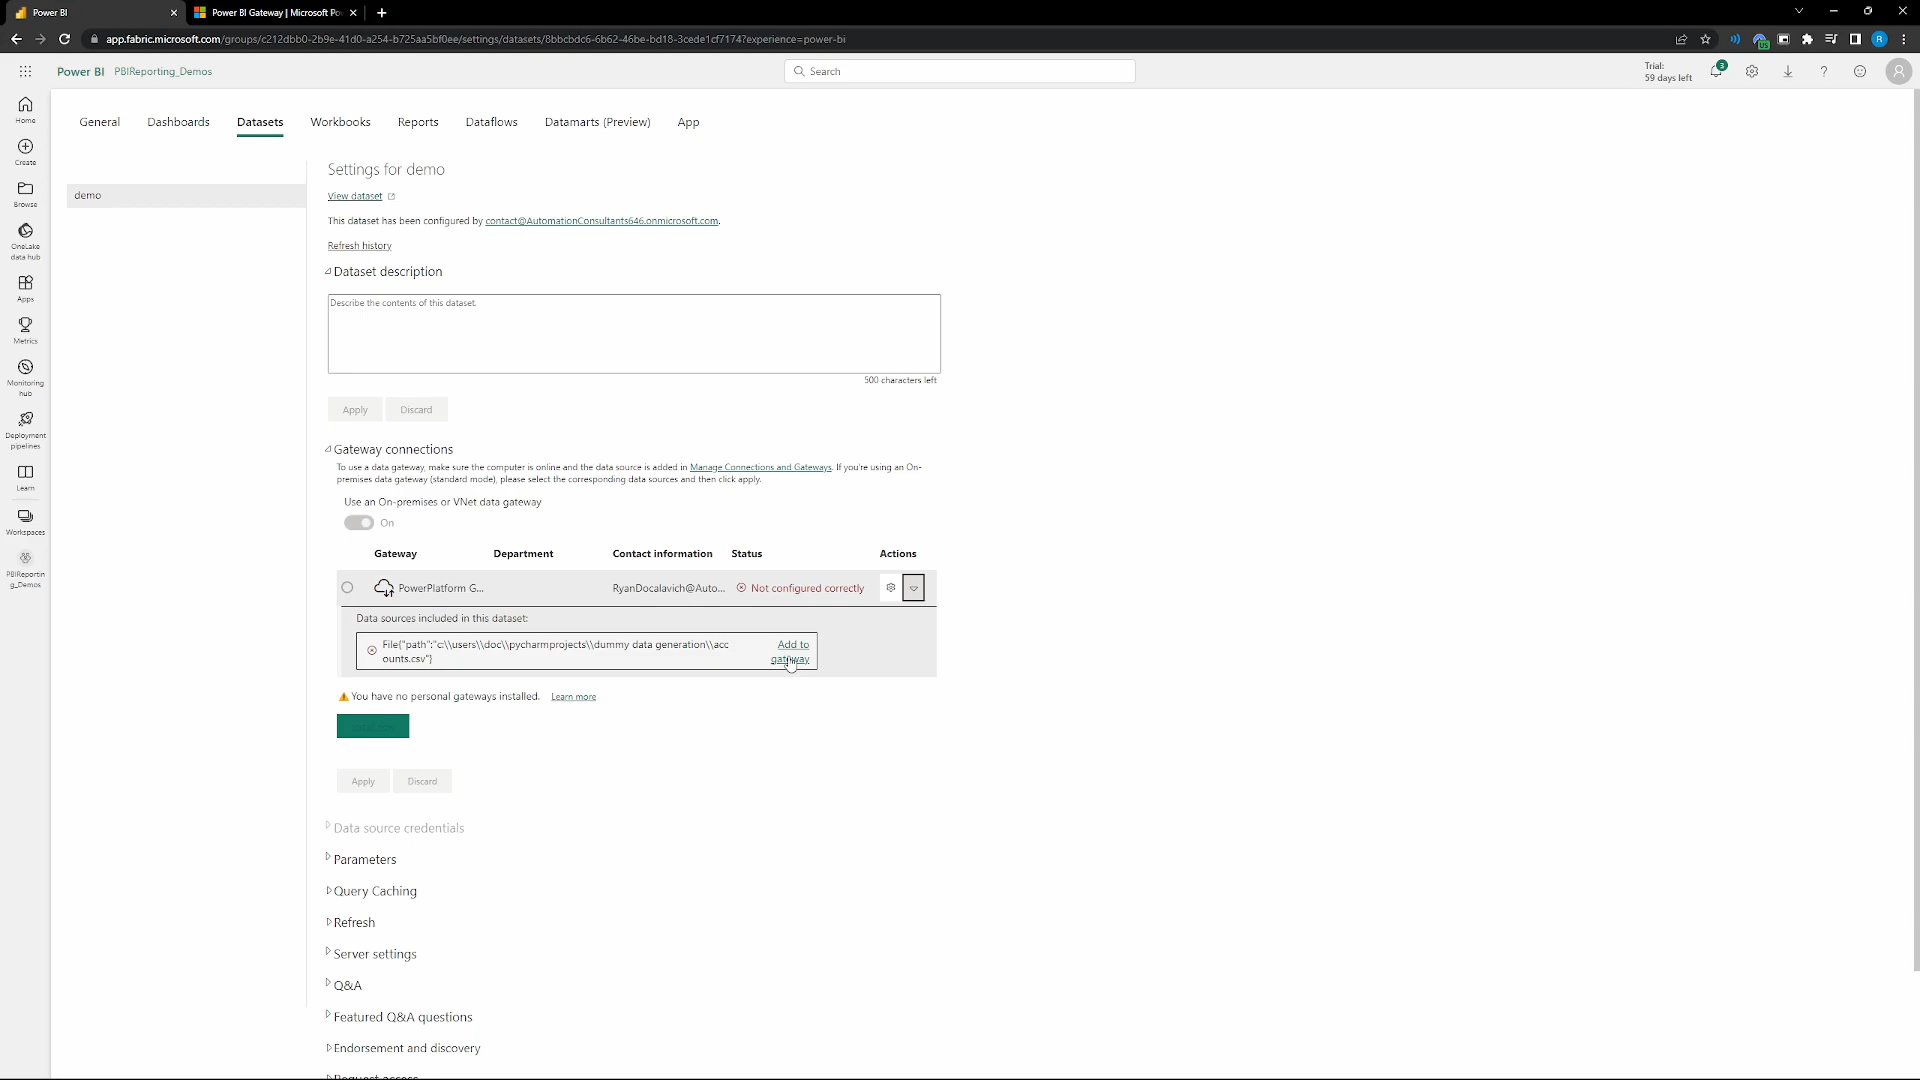 Power BI
Power BI Gateway | Microsoft Po
app.fabric.microsoft.com/groups/c212dbb0-2b9e-41d0-a254-b725aa5bf0ee/settings/datasets/8bbcbdc6-6b62-46be-bd18-3cede1cf7174?experience=power-bi
R
Power BI
PBIReporting_Demos
Search
Trial:
59 days left
3
Home
Create
Browse
OneLake
data hub
Apps
Metrics
Monitoring
hub
Deployment
pipelines
Learn
Workspaces
PBIReportin
g_Demos
General
Dashboards
Datasets
Workbooks
Reports
Dataflows
Datamarts (Preview)
App
demo
Settings for demo
View dataset
This dataset has been configured by contact@AutomationConsultants646.onmicrosoft.com.
Refresh history
Dataset description
Describe the contents of this dataset.
500 characters left
Apply
Discard
Gateway connections
To use a data gateway, make sure the computer is online and the data source is added in Manage Connections and Gateways. If you're using an On-
premises data gateway (standard mode), please select the corresponding data sources and then click apply.
Use an On-premises or VNet data gateway
On
Gateway
Department
Contact information
Status
Actions
PowerPlatform G...
RyanDocalavich@Auto...
Not configured correctly
Data sources included in this dataset:
File{"path":"c:\\users\\doc\\pycharmprojects\\dummy data generation\\acc
ounts.csv"}
Add to
gateway
You have no personal gateways installed. Learn more
Apply
Discard
Data source credentials
Parameters
Query Caching
Refresh
Server settings
Q&A
Featured Q&A questions
Endorsement and discovery
Request access